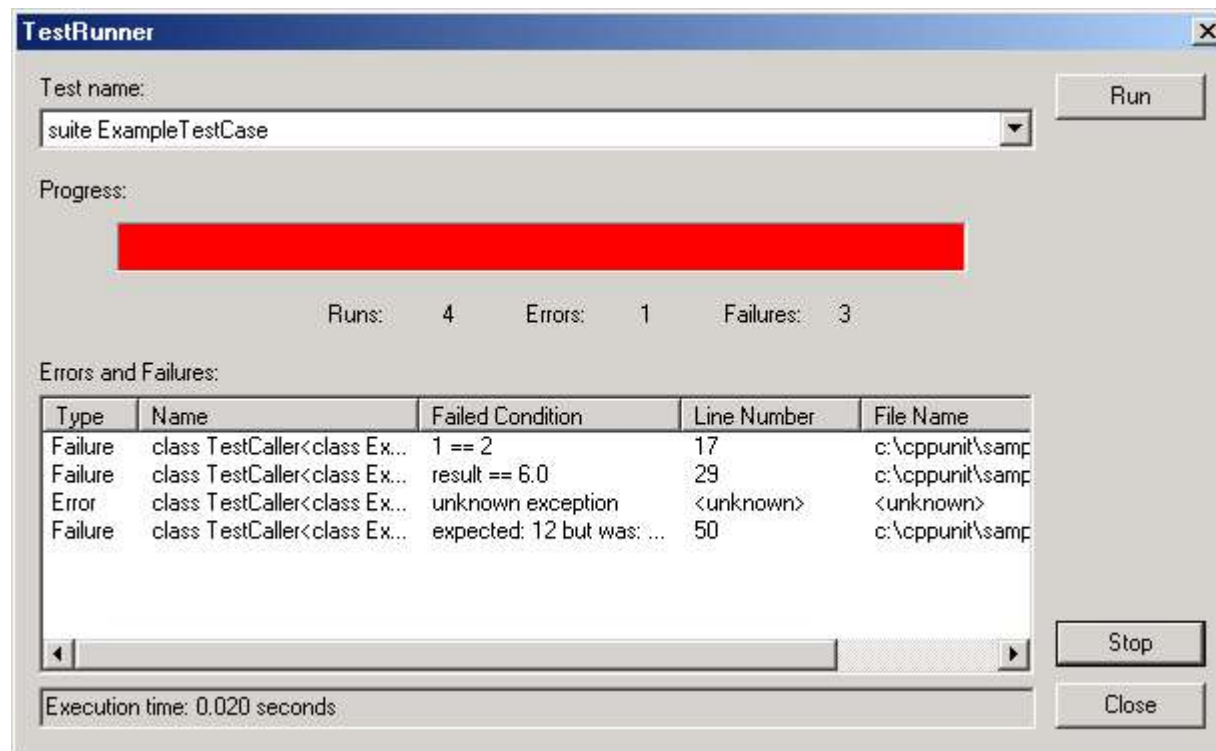 TestRunner
Test name:
Run
suite ExampleTestCase
Progress:
Runs: 4 Errors: 1 Failures: 3
Errors and Failures:
Type Name Failed Condition Line Number File Name
Failure class TestCaller<class Ex... 1 == 2 17 c:\cppunit\samp
Failure class TestCaller<class Ex... result == 6.0 29 c:\cppunit\samp
Error class TestCaller<class Ex... unknown exception <unknown> <unknown>
Failure class TestCaller<class Ex... expected: 12 but was: ... 50 c:\cppunit\samp
Stop
Execution time: 0.020 seconds
Close